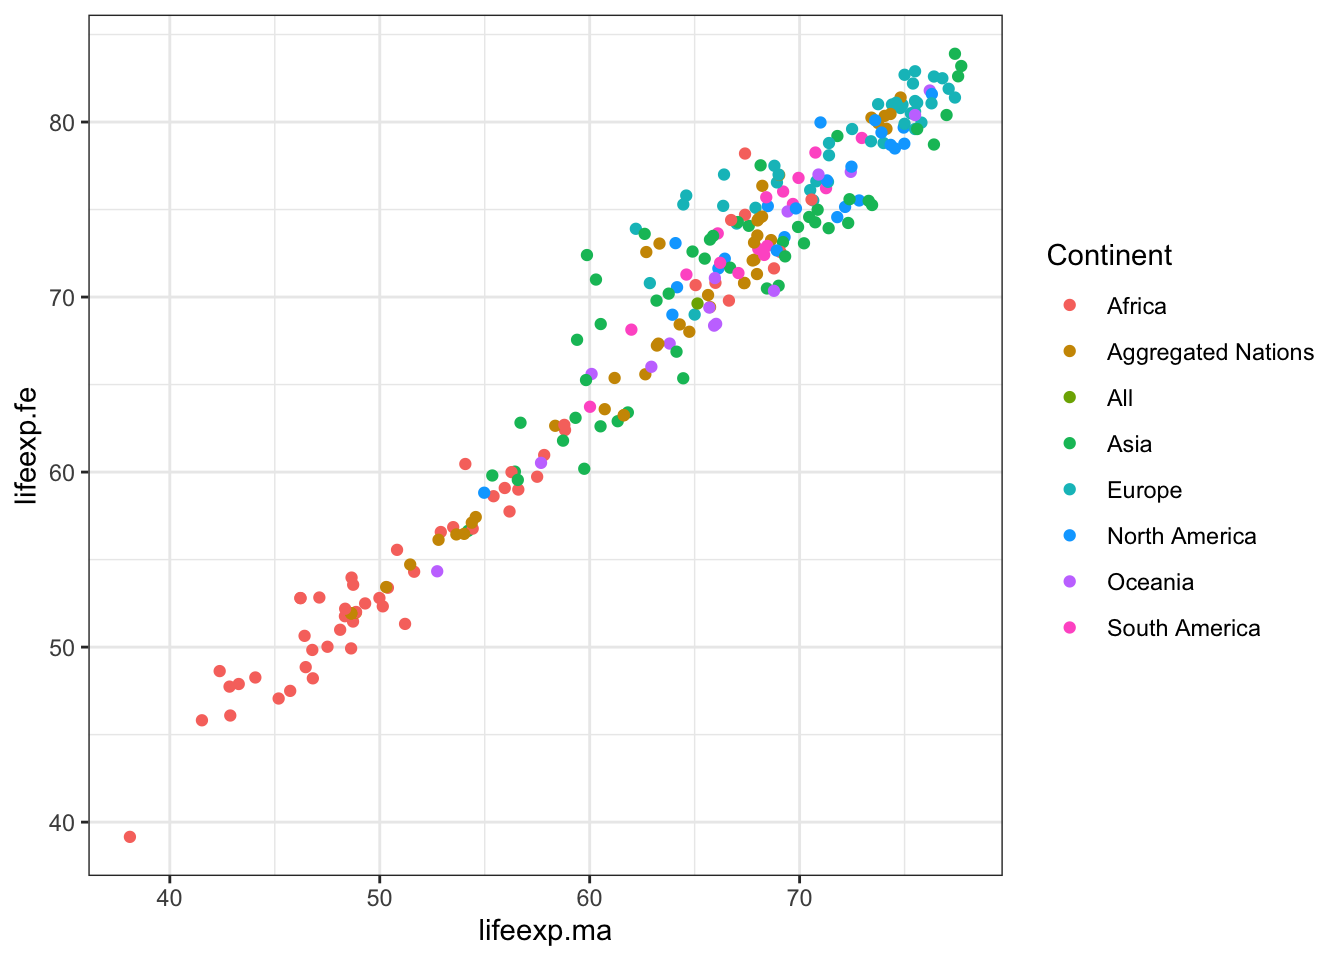 80
70
60
50
40
lifeexp.fe
40 50 60 70
lifeexp.ma
Continent
Africa
Aggregated Nations
All
Asia
Europe
North America
Oceania
South America